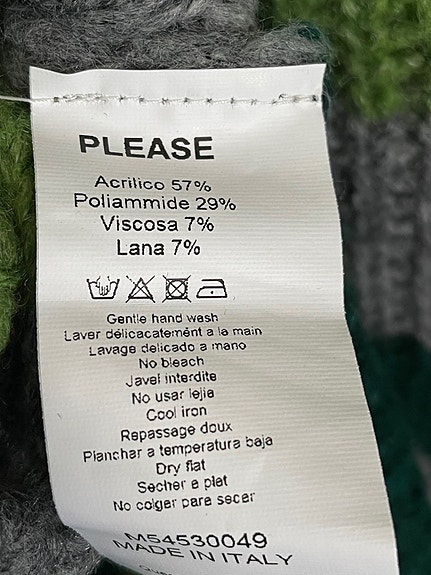 PLEASE
Acrilico 57%
Poliammide 29%
Viscosa 7%
Lana 7%
Gentle hand wash
Laver délicacatemént a la main
Lavage delicado a mano
No bleach
Javel interdite
No usar lejia
Cool iron
Repassage doux
Planchar a temperatura baja
Dry flat
Secher a plat
No colger para secar
M54530049
MADE IN ITALY